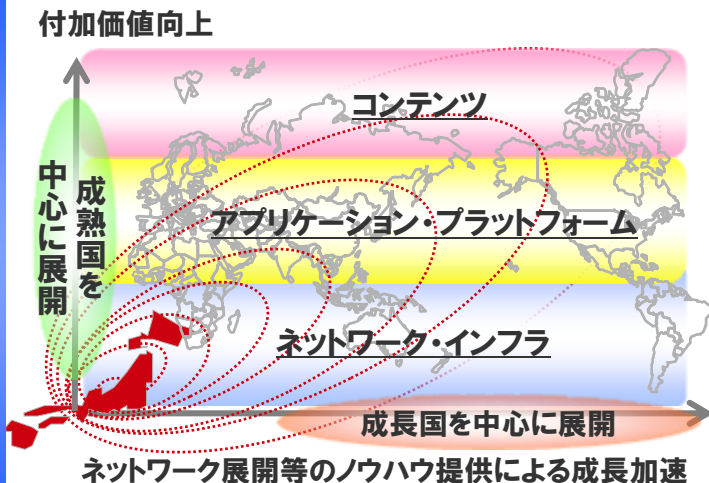 付加価値向上
コンテンツ
成熟国を
中心に展開
アプリケーション・プラットフォーム
ネットワーク・インフラ
成長国を中心に展開
ネットワーク展開等のノウハウ提供による成長加速